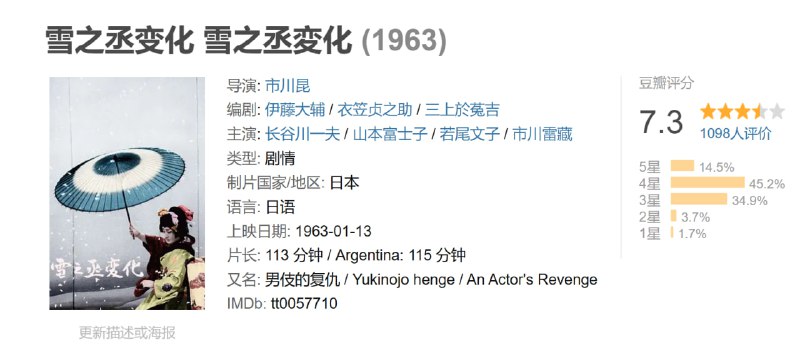 雪之丞变化 雪之丞変化 (1963)
雪之丞变化
更新描述或海报
导演: 市川昆
编剧: 伊藤大辅 / 衣笠贞之助 / 三上於菟吉
主演: 长谷川一夫 / 山本富士子 / 若尾文子 / 市川雷藏
类型: 剧情
制片国家/地区: 日本
语言: 日语
上映日期: 1963-01-13
片长: 113 分钟 / Argentina: 115 分钟
又名: 男伎的复仇 / Yukinojo henge / An Actor's Revenge
IMDb: tt0057710
豆瓣评分
7.3
1098人评价
5星 14.5%
4星 45.2%
3星 34.9%
2星 3.7%
1星 1.7%